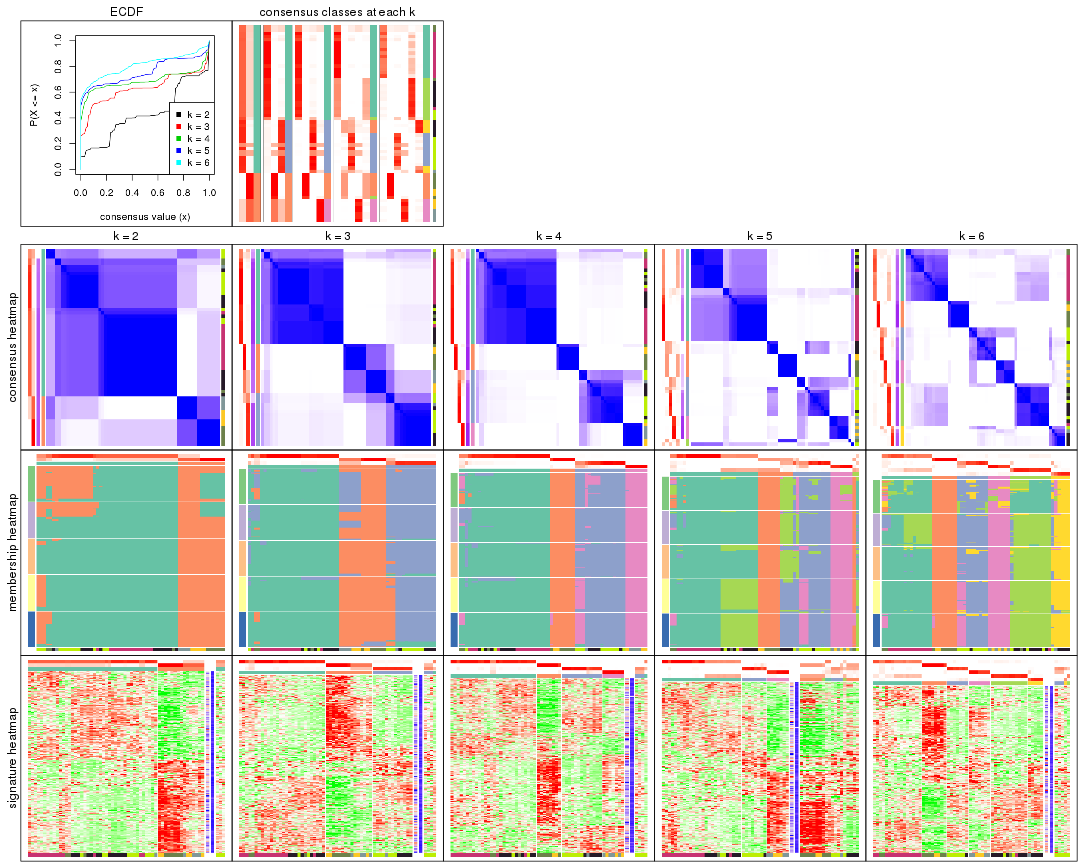 ECDF
consensus classes at each k
P(X <= x)
0.0 0.2 0.4 0.6 0.8 1.0
k = 2
k = 3
k = 4
k = 5
k = 6
0.0 0.2 0.4 0.6 0.8 1.0
consensus value (x)
k = 2 k = 3 k = 4 k = 5 k = 6
consensus heatmap
membership heatmap
signature heatmap